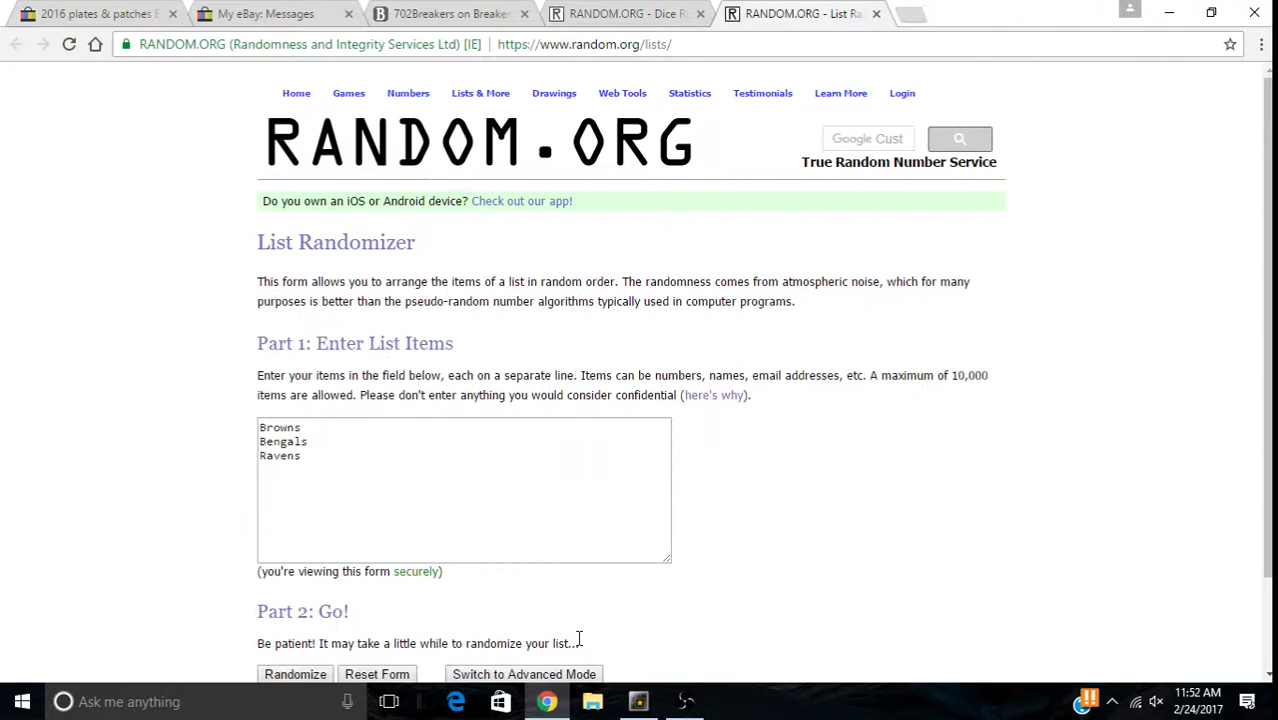 2016 plates & patches
My eBay: Messages
702Breakers on Breake
RANDOM.ORG - Dice R
RANDOM.ORG - List Ra
RANDOM.ORG (Randomness and Integrity Services Ltd) [IE] https://www.random.org/lists/
Home Games Numbers Lists & More Drawings Web Tools Statistics Testimonials Learn More Login
RANDOM.ORG
Google Cust
True Random Number Service
Do you own an iOS or Android device? Check out our app!
List Randomizer
This form allows you to arrange the items of a list in random order. The randomness comes from atmospheric noise, which for many
purposes is better than the pseudo-random number algorithms typically used in computer programs.
Part 1: Enter List Items
Enter your items in the field below, each on a separate line. Items can be numbers, names, email addresses, etc. A maximum of 10,000
items are allowed. Please don't enter anything you would consider confidential (here's why).
Browns
Bengals
Ravens
(you're viewing this form securely)
Part 2: Go!
Be patient! It may take a little while to randomize your list...
Randomize Reset Form Switch to Advanced Mode
Ask me anything
11:52 AM
2/24/2017